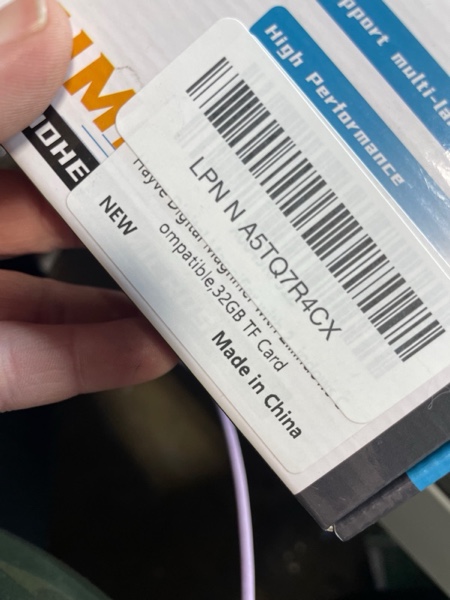 pport multi-la
High Performance
IM
OHE
LPN N A5TQ7R4CX
Hayve Digital Magnifier
NEW
ompatible,32GB TF Card
Made in China